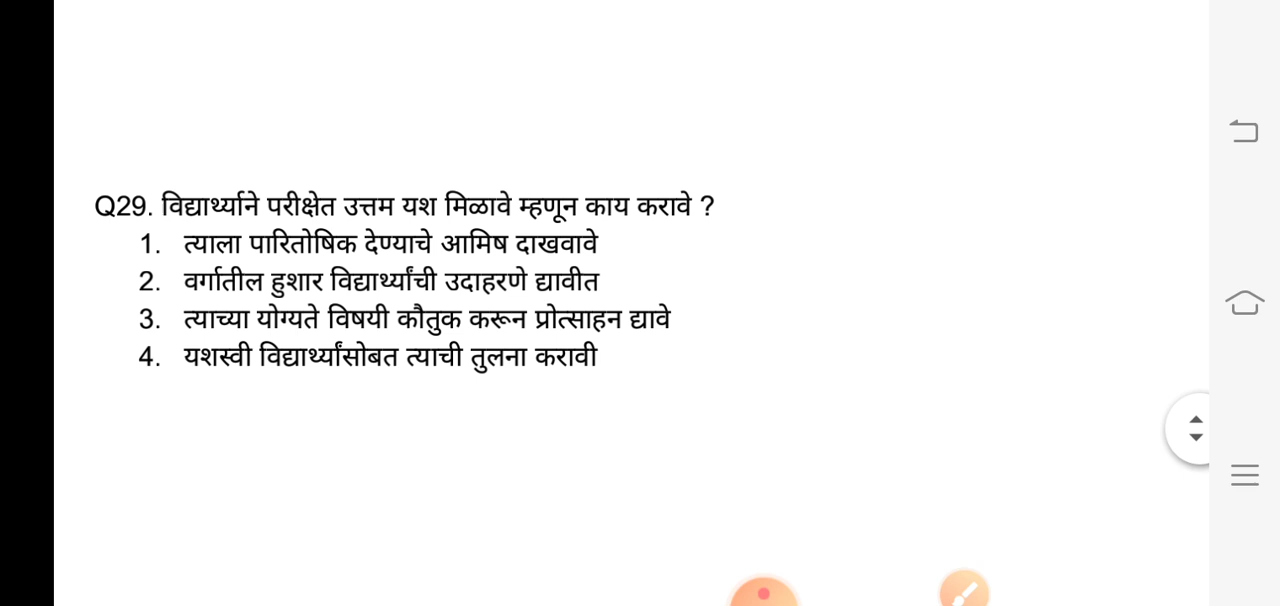 Q29. विद्यार्थ्याने परीक्षेत उत्तम यश मिळावे म्हणून काय करावे ?
1. त्याला पारितोषिक देण्याचे आमिष दाखवावे
2. वर्गातील हुशार विद्यार्थ्यांची उदाहरणे द्यावीत
3. त्याच्या योग्यते विषयी कौतुक करून प्रोत्साहन द्यावे
4. यशस्वी विद्यार्थ्यांसोबत त्याची तुलना करावी